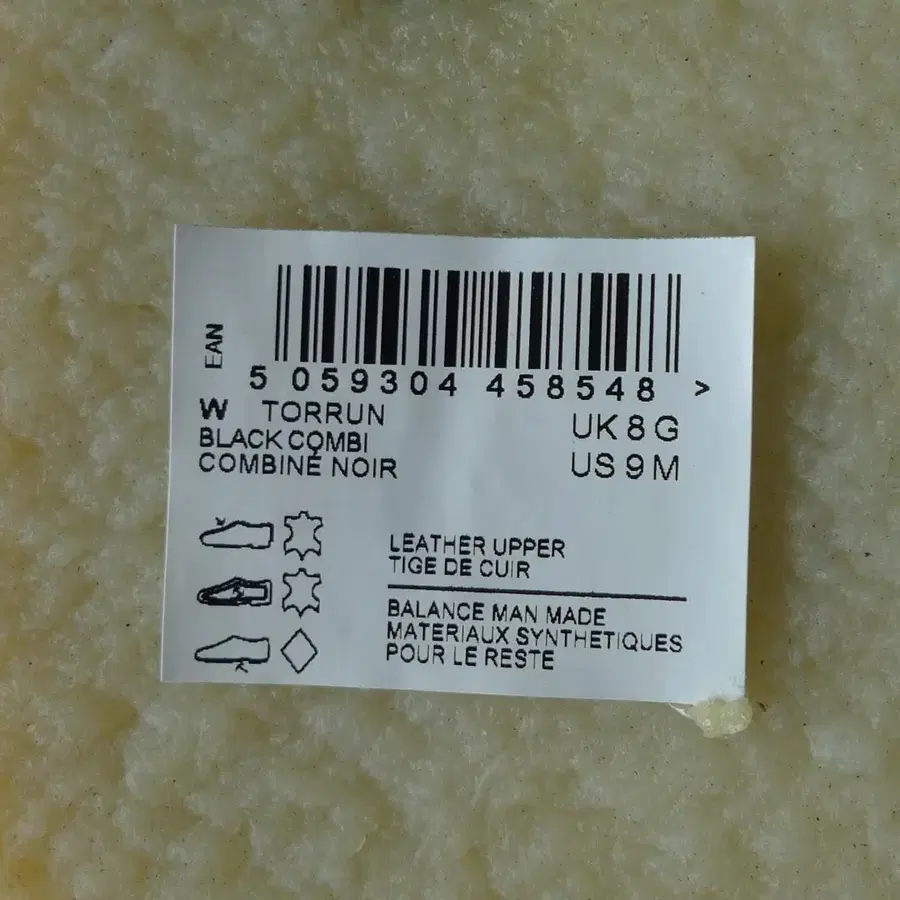 EAN
5 059304 458548 >
W TORRUN
BLACK COMBI
COMBINÉ NOIR
UK 8 G
US 9 M
LEATHER UPPER
TIGE DE CUIR
BALANCE MAN MADE
MATERIAUX SYNTHETIQUES
POUR LE RESTE